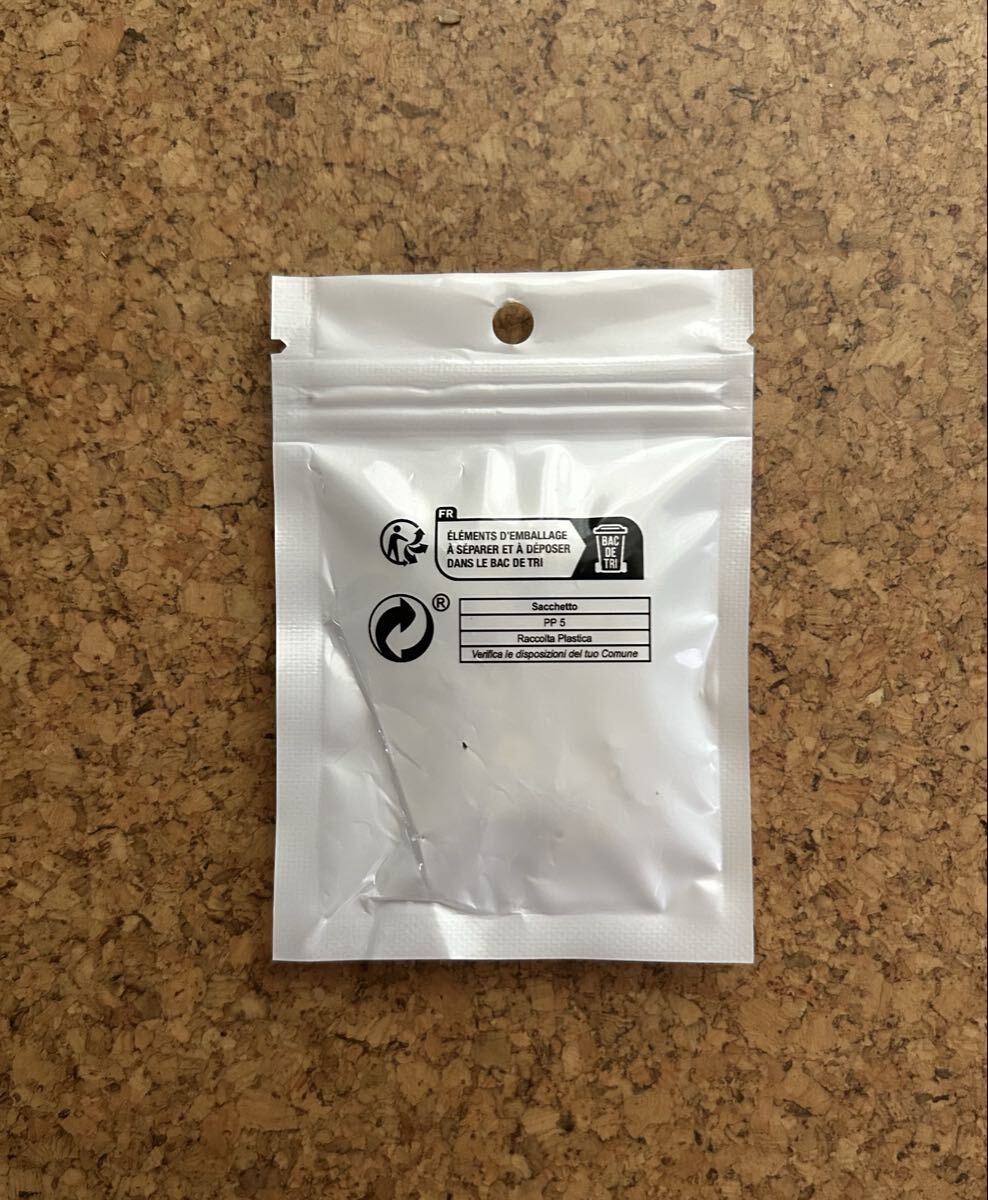 FR
ÉLÉMENTS D'EMBALLAGE
À SÉPARER ET À DÉPOSER
DANS LE BAC DE TRI
BAC
DE
TRI
®
Sacchetto
PP 5
Raccolta Plastica
Verifica le disposizioni del tuo Comune